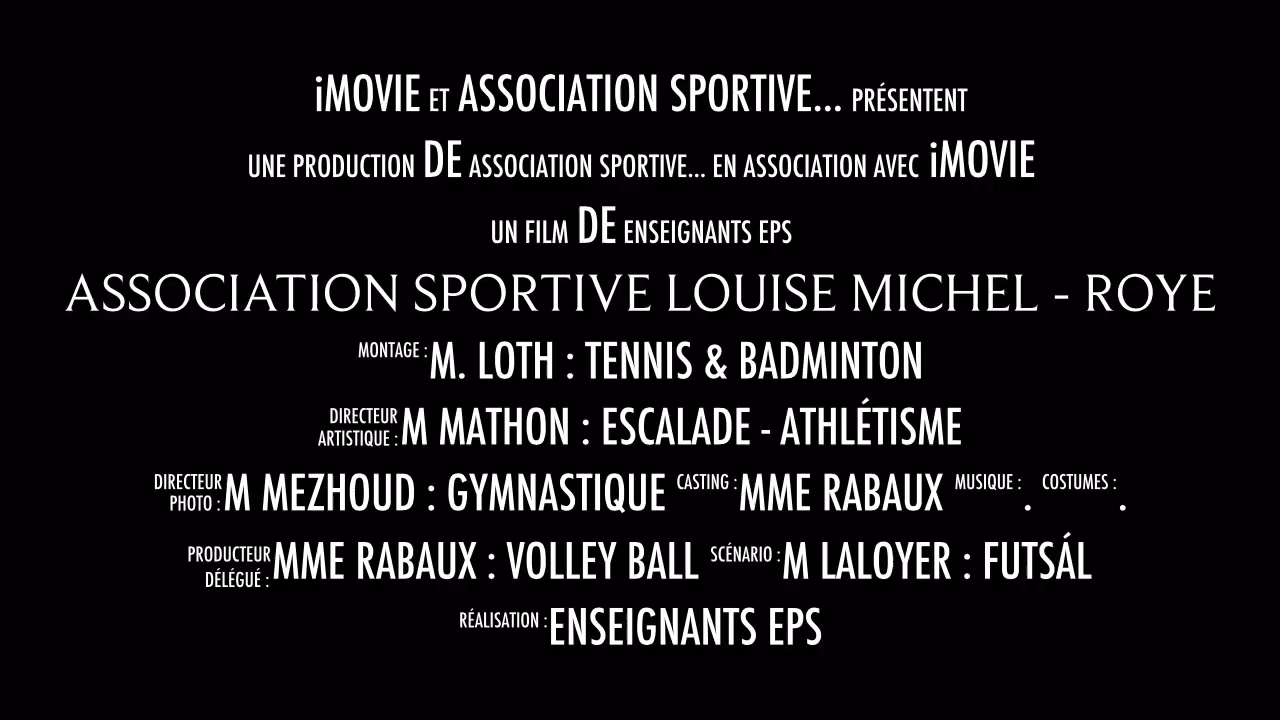 iMOVIE ET ASSOCIATION SPORTIVE... PRÉSENTENT
UNE PRODUCTION DE ASSOCIATION SPORTIVE... EN ASSOCIATION AVEC iMOVIE
UN FILM DE ENSEIGNANTS EPS
ASSOCIATION SPORTIVE LOUISE MICHEL - ROYE
MONTAGE : M. LOTH : TENNIS & BADMINTON
DIRECTEUR ARTISTIQUE : M MATHON : ESCALADE - ATHLÉTISME
DIRECTEUR PHOTO : M MEZHOUD : GYMNASTIQUE CASTING : MME RABAUX MUSIQUE : . COSTUMES : .
PRODUCTEUR DÉLÉGUÉ : MME RABAUX : VOLLEY BALL SCÉNARIO : M LALOYER : FUTSÁL
RÉALISATION : ENSEIGNANTS EPS